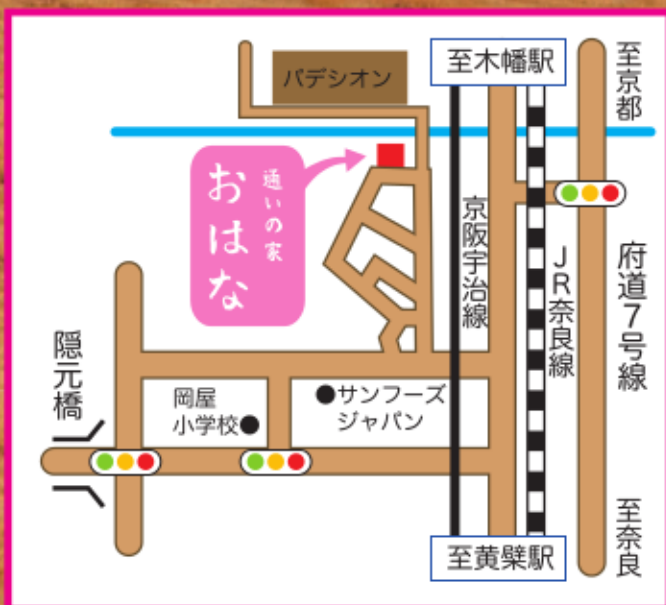 パデシオン
至木幡駅
至京都
通いの家
おはな
京阪宇治線
JR奈良線
府道7号線
隠元橋
岡屋
小学校
サンフーズ
ジャパン
至黄檗駅
至奈良